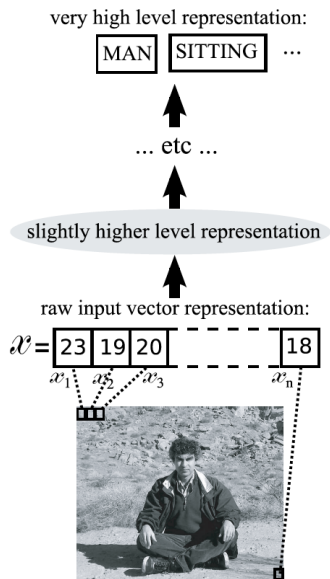 very high level representation:
MAN SITTING ...
... etc ...
slightly higher level representation
raw input vector representation:
x = 23 19 20 18
x1 x2 x3 xn